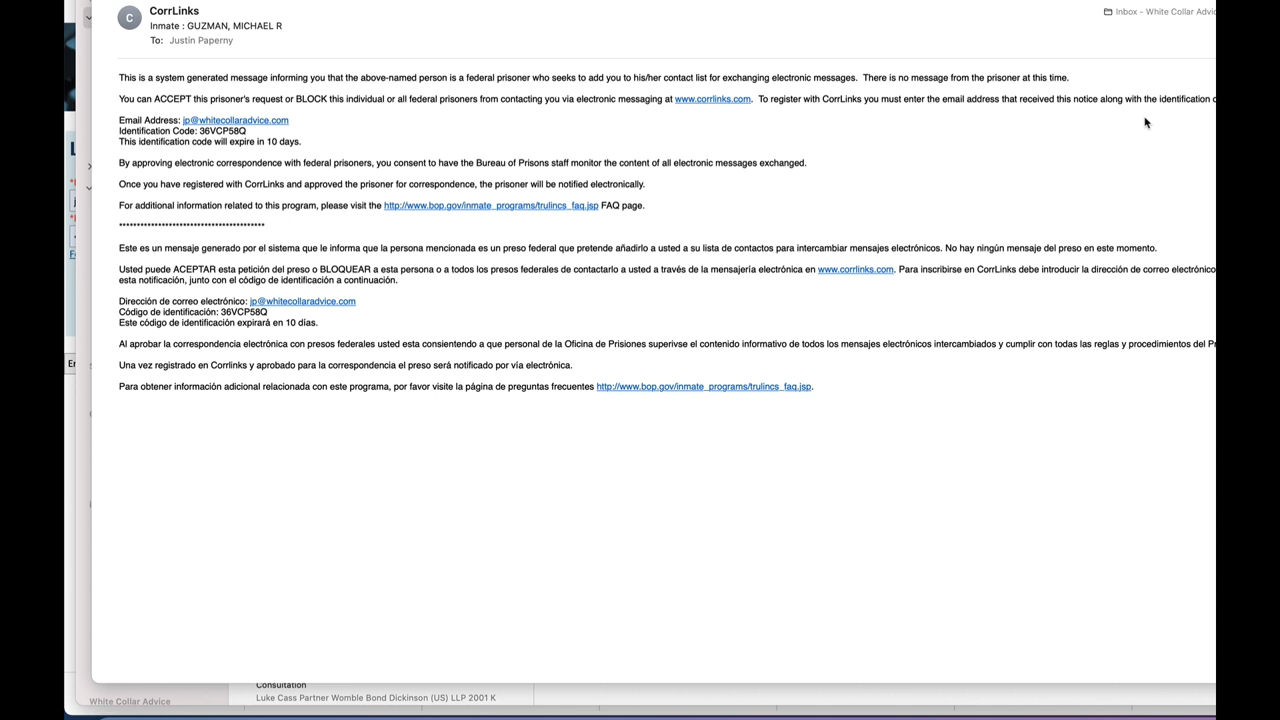 C
CorrLinks
Inbox - White Collar Advic
Inmate : GUZMAN, MICHAEL R
To: Justin Paperny
This is a system generated message informing you that the above-named person is a federal prisoner who seeks to add you to his/her contact list for exchanging electronic messages. There is no message from the prisoner at this time.
You can ACCEPT this prisoner's request or BLOCK this individual or all federal prisoners from contacting you via electronic messaging at www.corrlinks.com. To register with CorrLinks you must enter the email address that received this notice along with the identification c
Email Address: jp@whitecollaradvice.com
Identification Code: 36VCP58Q
This identification code will expire in 10 days.
By approving electronic correspondence with federal prisoners, you consent to have the Bureau of Prisons staff monitor the content of all electronic messages exchanged.
Once you have registered with CorrLinks and approved the prisoner for correspondence, the prisoner will be notified electronically.
For additional information related to this program, please visit the http://www.bop.gov/inmate_programs/trulincs_faq.jsp FAQ page.
*****************************************
Este es un mensaje generado por el sistema que le informa que la persona mencionada es un preso federal que pretende añadirlo a usted a su lista de contactos para intercambiar mensajes electrónicos. No hay ningún mensaje del preso en este momento.
Usted puede ACEPTAR esta petición del preso o BLOQUEAR a esta persona o a todos los presos federales de contactarlo a usted a través de la mensajería electrónica en www.corrlinks.com. Para inscribirse en CorrLinks debe introducir la dirección de correo electrónico
esta notificación, junto con el código de identificación a continuación.
Dirección de correo electrónico: jp@whitecollaradvice.com
Código de identificación: 36VCP58Q
Este código de identificación expirará en 10 días.
Al aprobar la correspondencia electrónica con presos federales usted esta consintiendo a que personal de la Oficina de Prisiones superivse el contenido informativo de todos los mensajes electrónicos intercambiados y cumplir con todas las reglas y procedimientos del Pr
Una vez registrado en Corrlinks y aprobado para la correspondencia el preso será notificado por vía electrónica.
Para obtener información adicional relacionada con este programa, por favor visite la página de preguntas frecuentes http://www.bop.gov/inmate_programs/trulincs_faq.jsp.
Consultation
Luke Cass Partner Womble Bond Dickinson (US) LLP 2001 K
White Collar Advice